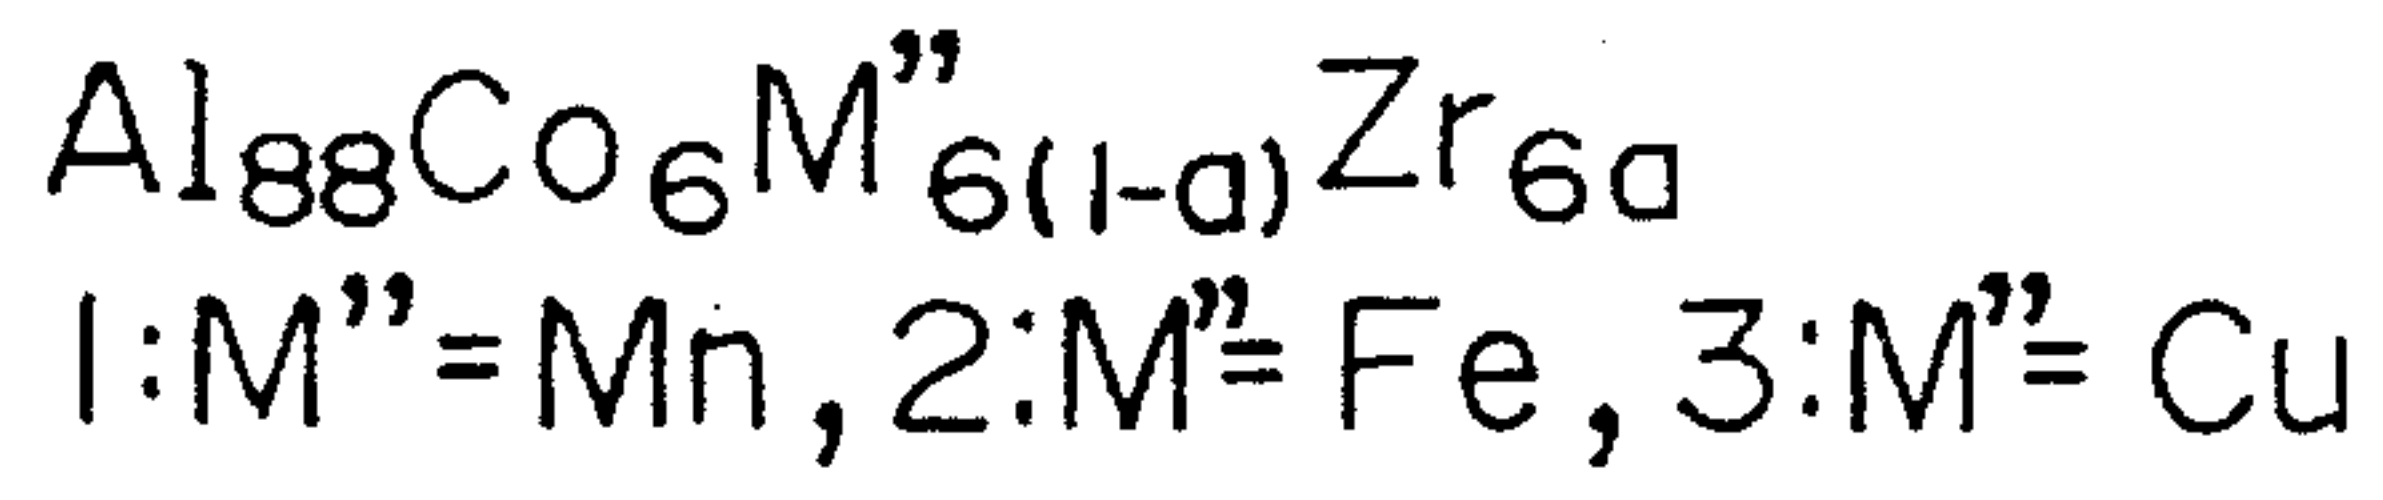 Al₈₈Co₆M”₆₍₁₋ₐ₎Zr₆ₐ
1:M”=Mn,2:M”=Fe,3:M”=Cu